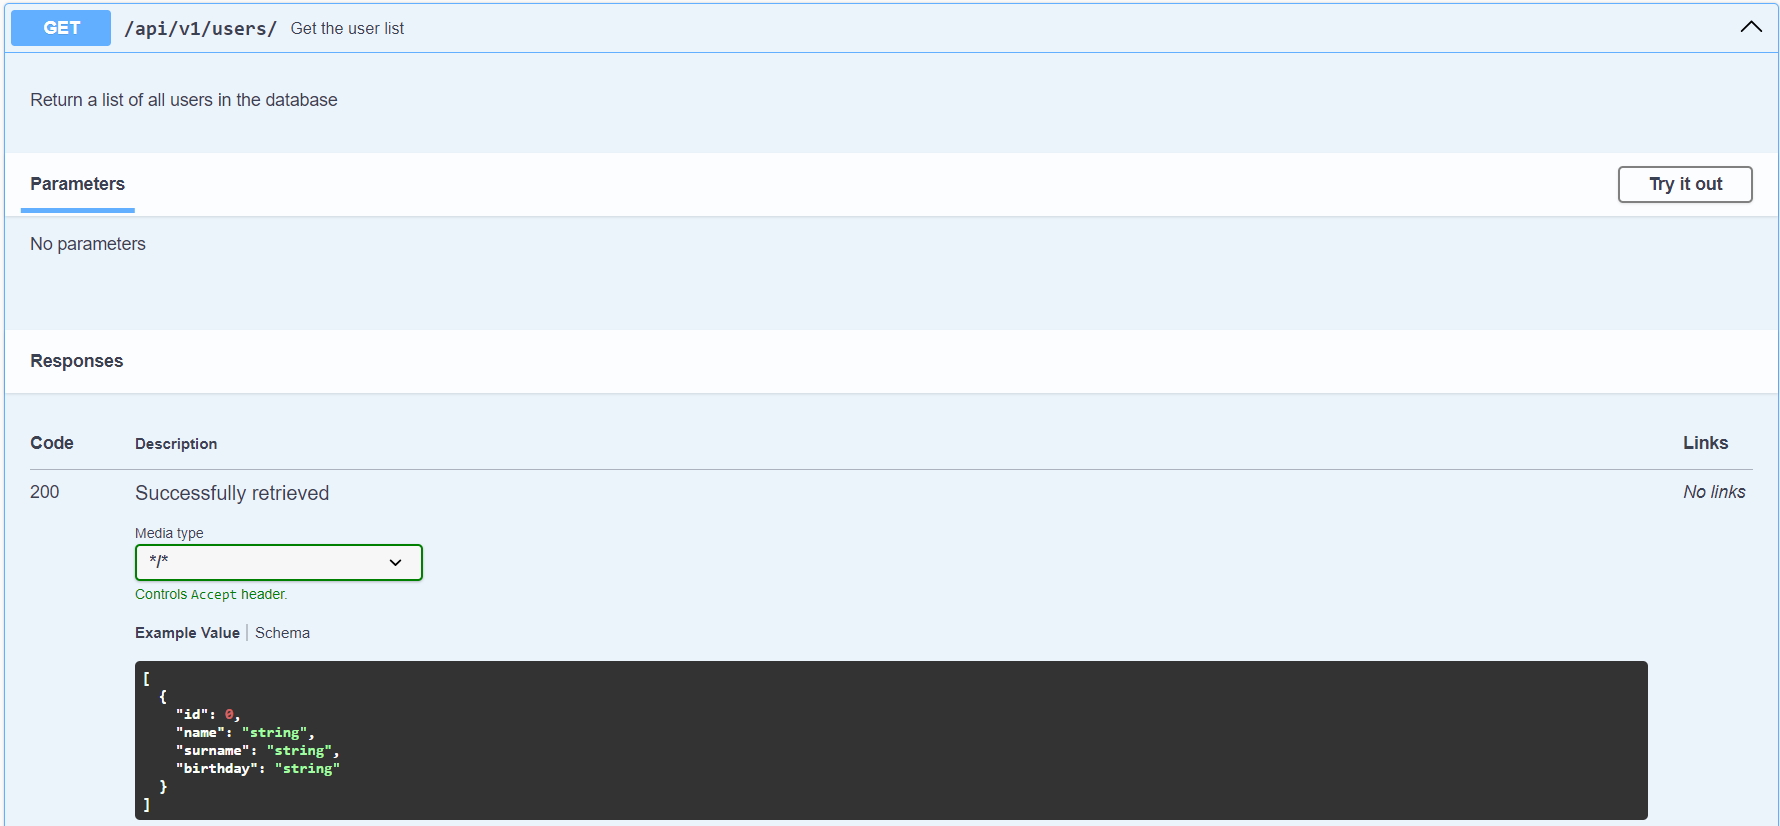 GET /api/v1/users/ Get the user list
Return a list of all users in the database
Parameters Try it out
No parameters
Responses
Code Description Links
200 Successfully retrieved No links
Media type
*/*
Controls Accept header.
Example Value | Schema
[
  {
    "id": 0,
    "name": "string",
    "surname": "string",
    "birthday": "string"
  }
]